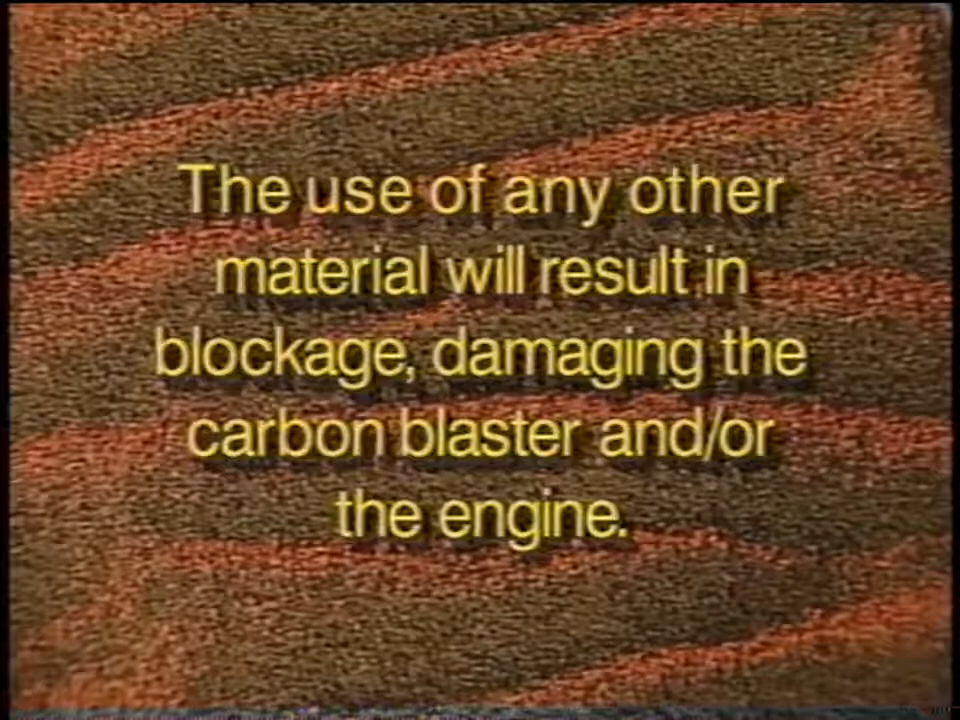 The use of any other
material will result in
blockage, damaging the
carbon blaster and/or
the engine.